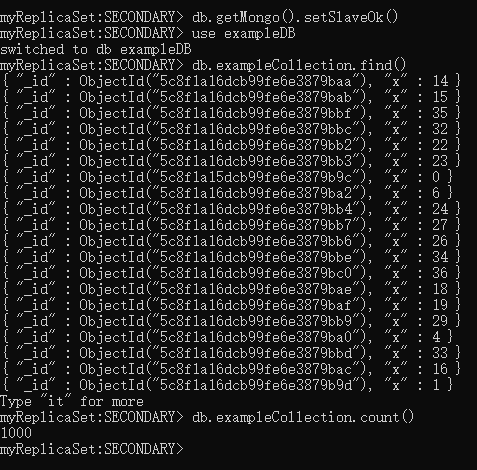 myReplicaSet:SECONDARY> db.getMongo().setSlaveOk()
myReplicaSet:SECONDARY> use exampleDB
switched to db exampleDB
myReplicaSet:SECONDARY> db.exampleCollection.find()
{ "_id" : ObjectId("5c8f1a16dcb99fe6e3879baa"), "x" : 14 }
{ "_id" : ObjectId("5c8f1a16dcb99fe6e3879bab"), "x" : 15 }
{ "_id" : ObjectId("5c8f1a16dcb99fe6e3879bbf"), "x" : 35 }
{ "_id" : ObjectId("5c8f1a16dcb99fe6e3879bbc"), "x" : 32 }
{ "_id" : ObjectId("5c8f1a16dcb99fe6e3879bb2"), "x" : 22 }
{ "_id" : ObjectId("5c8f1a16dcb99fe6e3879bb3"), "x" : 23 }
{ "_id" : ObjectId("5c8f1a15dcb99fe6e3879b9c"), "x" : 0 }
{ "_id" : ObjectId("5c8f1a16dcb99fe6e3879ba2"), "x" : 6 }
{ "_id" : ObjectId("5c8f1a16dcb99fe6e3879bb4"), "x" : 24 }
{ "_id" : ObjectId("5c8f1a16dcb99fe6e3879bb7"), "x" : 27 }
{ "_id" : ObjectId("5c8f1a16dcb99fe6e3879bb6"), "x" : 26 }
{ "_id" : ObjectId("5c8f1a16dcb99fe6e3879bbe"), "x" : 34 }
{ "_id" : ObjectId("5c8f1a16dcb99fe6e3879bc0"), "x" : 36 }
{ "_id" : ObjectId("5c8f1a16dcb99fe6e3879bae"), "x" : 18 }
{ "_id" : ObjectId("5c8f1a16dcb99fe6e3879baf"), "x" : 19 }
{ "_id" : ObjectId("5c8f1a16dcb99fe6e3879bb9"), "x" : 29 }
{ "_id" : ObjectId("5c8f1a16dcb99fe6e3879ba0"), "x" : 4 }
{ "_id" : ObjectId("5c8f1a16dcb99fe6e3879bbd"), "x" : 33 }
{ "_id" : ObjectId("5c8f1a16dcb99fe6e3879bac"), "x" : 16 }
{ "_id" : ObjectId("5c8f1a16dcb99fe6e3879b9d"), "x" : 1 }
Type "it" for more
myReplicaSet:SECONDARY> db.exampleCollection.count()
1000
myReplicaSet:SECONDARY>